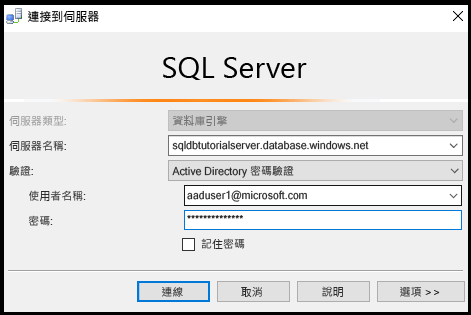 連接到伺服器
SQL Server
伺服器類型: 資料庫引擎
伺服器名稱: sqldbtutorialserver.database.windows.net
驗證: Active Directory 密碼驗證
使用者名稱: aaduser1@microsoft.com
密碼: **************
記住密碼
連線 取消 說明 選項 >>